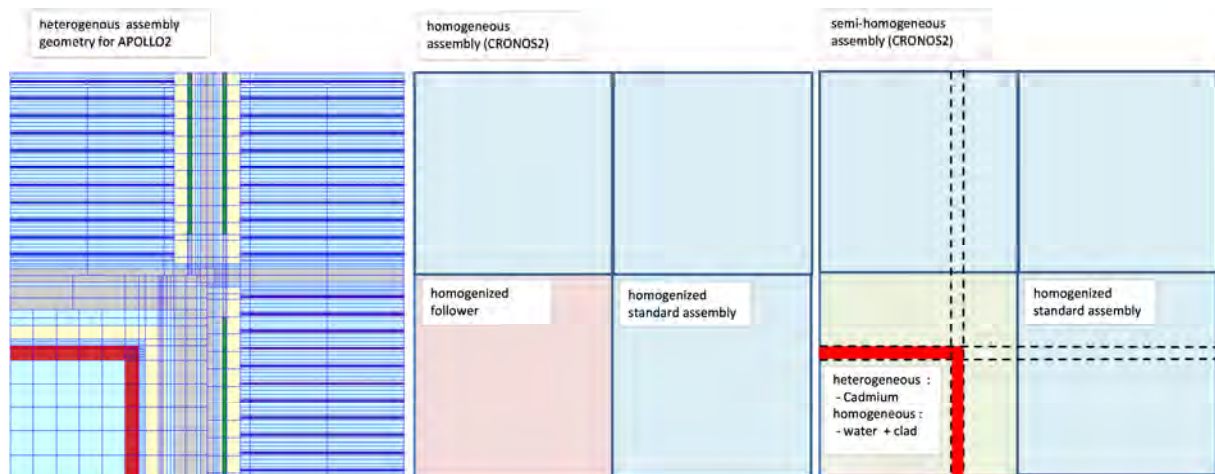 heterogenous assembly
geometry for APOLLO2
homogeneous
assembly (CRONOS2)
semi-homogeneous
assembly (CRONOS2)
homogenized
follower
homogenized
standard assembly
homogenized
standard assembly
heterogeneous :
- Cadmium
homogeneous :
- water + clad